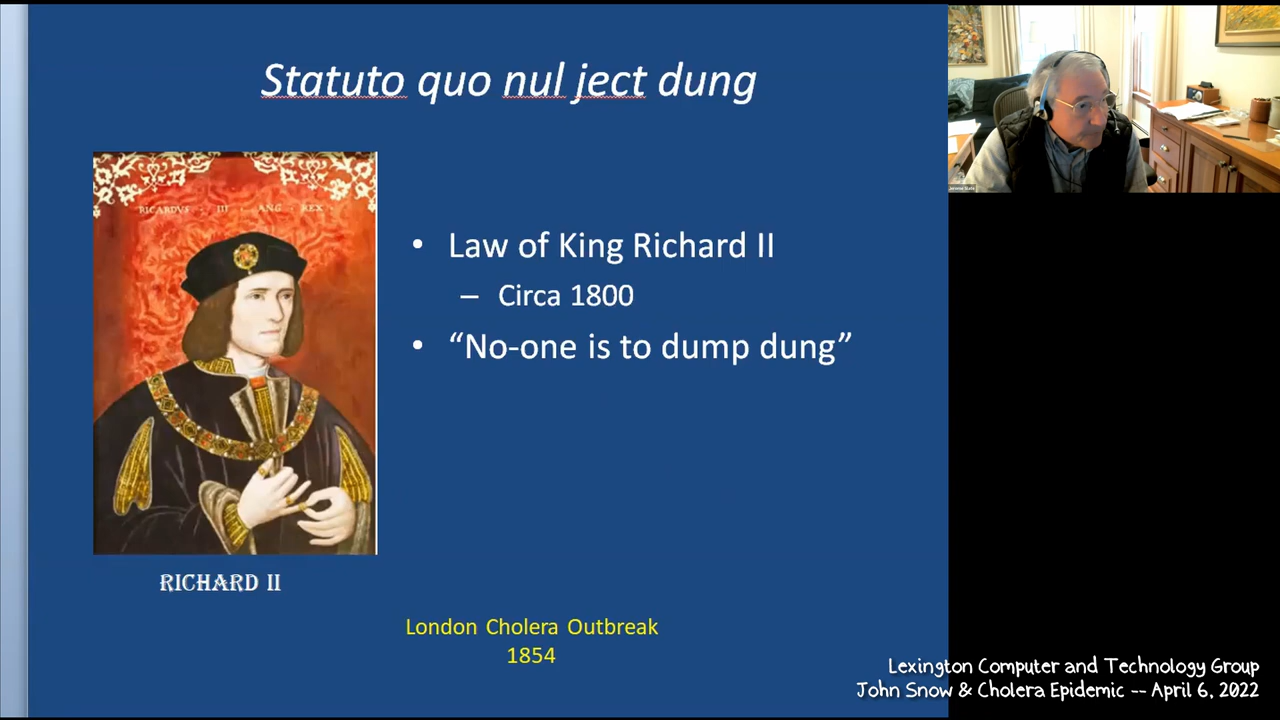 Statuto quo nul ject dung
RICARDVS · III · ANG · REX
• Law of King Richard II
– Circa 1800
• “No-one is to dump dung”
RICHARD II
London Cholera Outbreak
1854
Lexington Computer and Technology Group
John Snow & Cholera Epidemic -- April 6, 2022